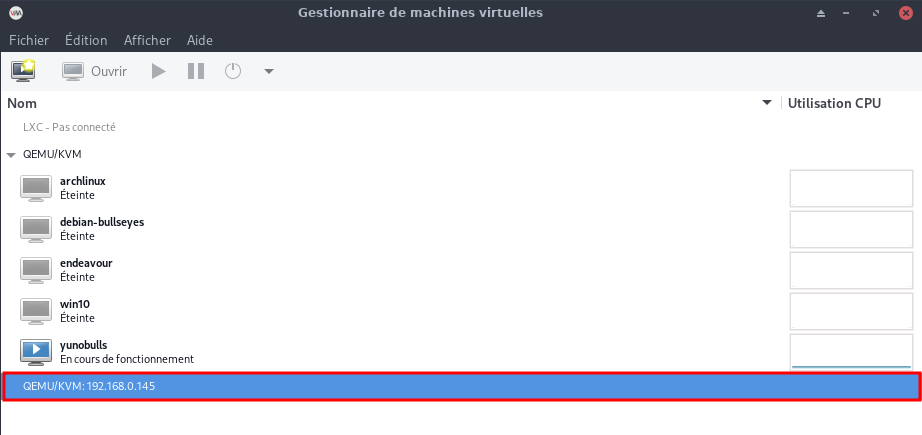 Gestionnaire de machines virtuelles
Fichier Édition Afficher Aide
Ouvrir
Nom Utilisation CPU
LXC - Pas connecté
QEMU/KVM
archlinux
Éteinte
debian-bullseyes
Éteinte
endeavour
Éteinte
win10
Éteinte
yunobulls
En cours de fonctionnement
QEMU/KVM: 192.168.0.145